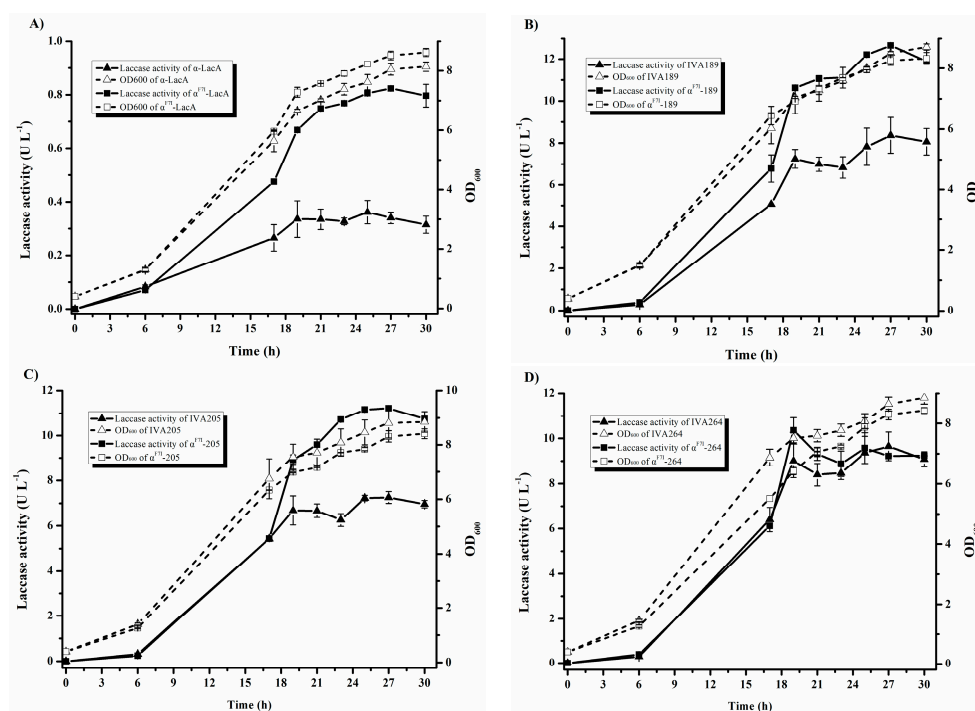 A)
Laccase activity of α-LacA
OD600 of α-LacA
Laccase activity of αF7l-LacA
OD600 of αF7l-LacA
Laccase activity (U L-1)
1.0
0.8
0.6
0.4
0.2
0.0
OD600
8
6
4
2
0
0 3 6 9 12 15 18 21 24 27 30
Time (h)
B)
Laccase activity of IVA189
OD600 of IVA189
Laccase activity of αF7l-189
OD600 of αF7l-189
Laccase activity (U L-1)
12
10
8
6
4
2
0
OD
8
6
4
2
0
0 3 6 9 12 15 18 21 24 27 30
Time (h)
C)
Laccase activity of IVA205
OD600 of IVA205
Laccase activity of αF7l-205
OD600 of αF7l-205
Laccase activity (U L-1)
12
10
8
6
4
2
0
OD600
10
8
6
4
2
0
0 3 6 9 12 15 18 21 24 27 30
Time (h)
D)
Laccase activity of IVA264
OD600 of IVA264
Laccase activity of αF7l-264
OD600 of αF7l-264
Laccase activity (U L-1)
12
10
8
6
4
2
0
OD
8
6
4
2
0
0 3 6 9 12 15 18 21 24 27 30
Time (h)